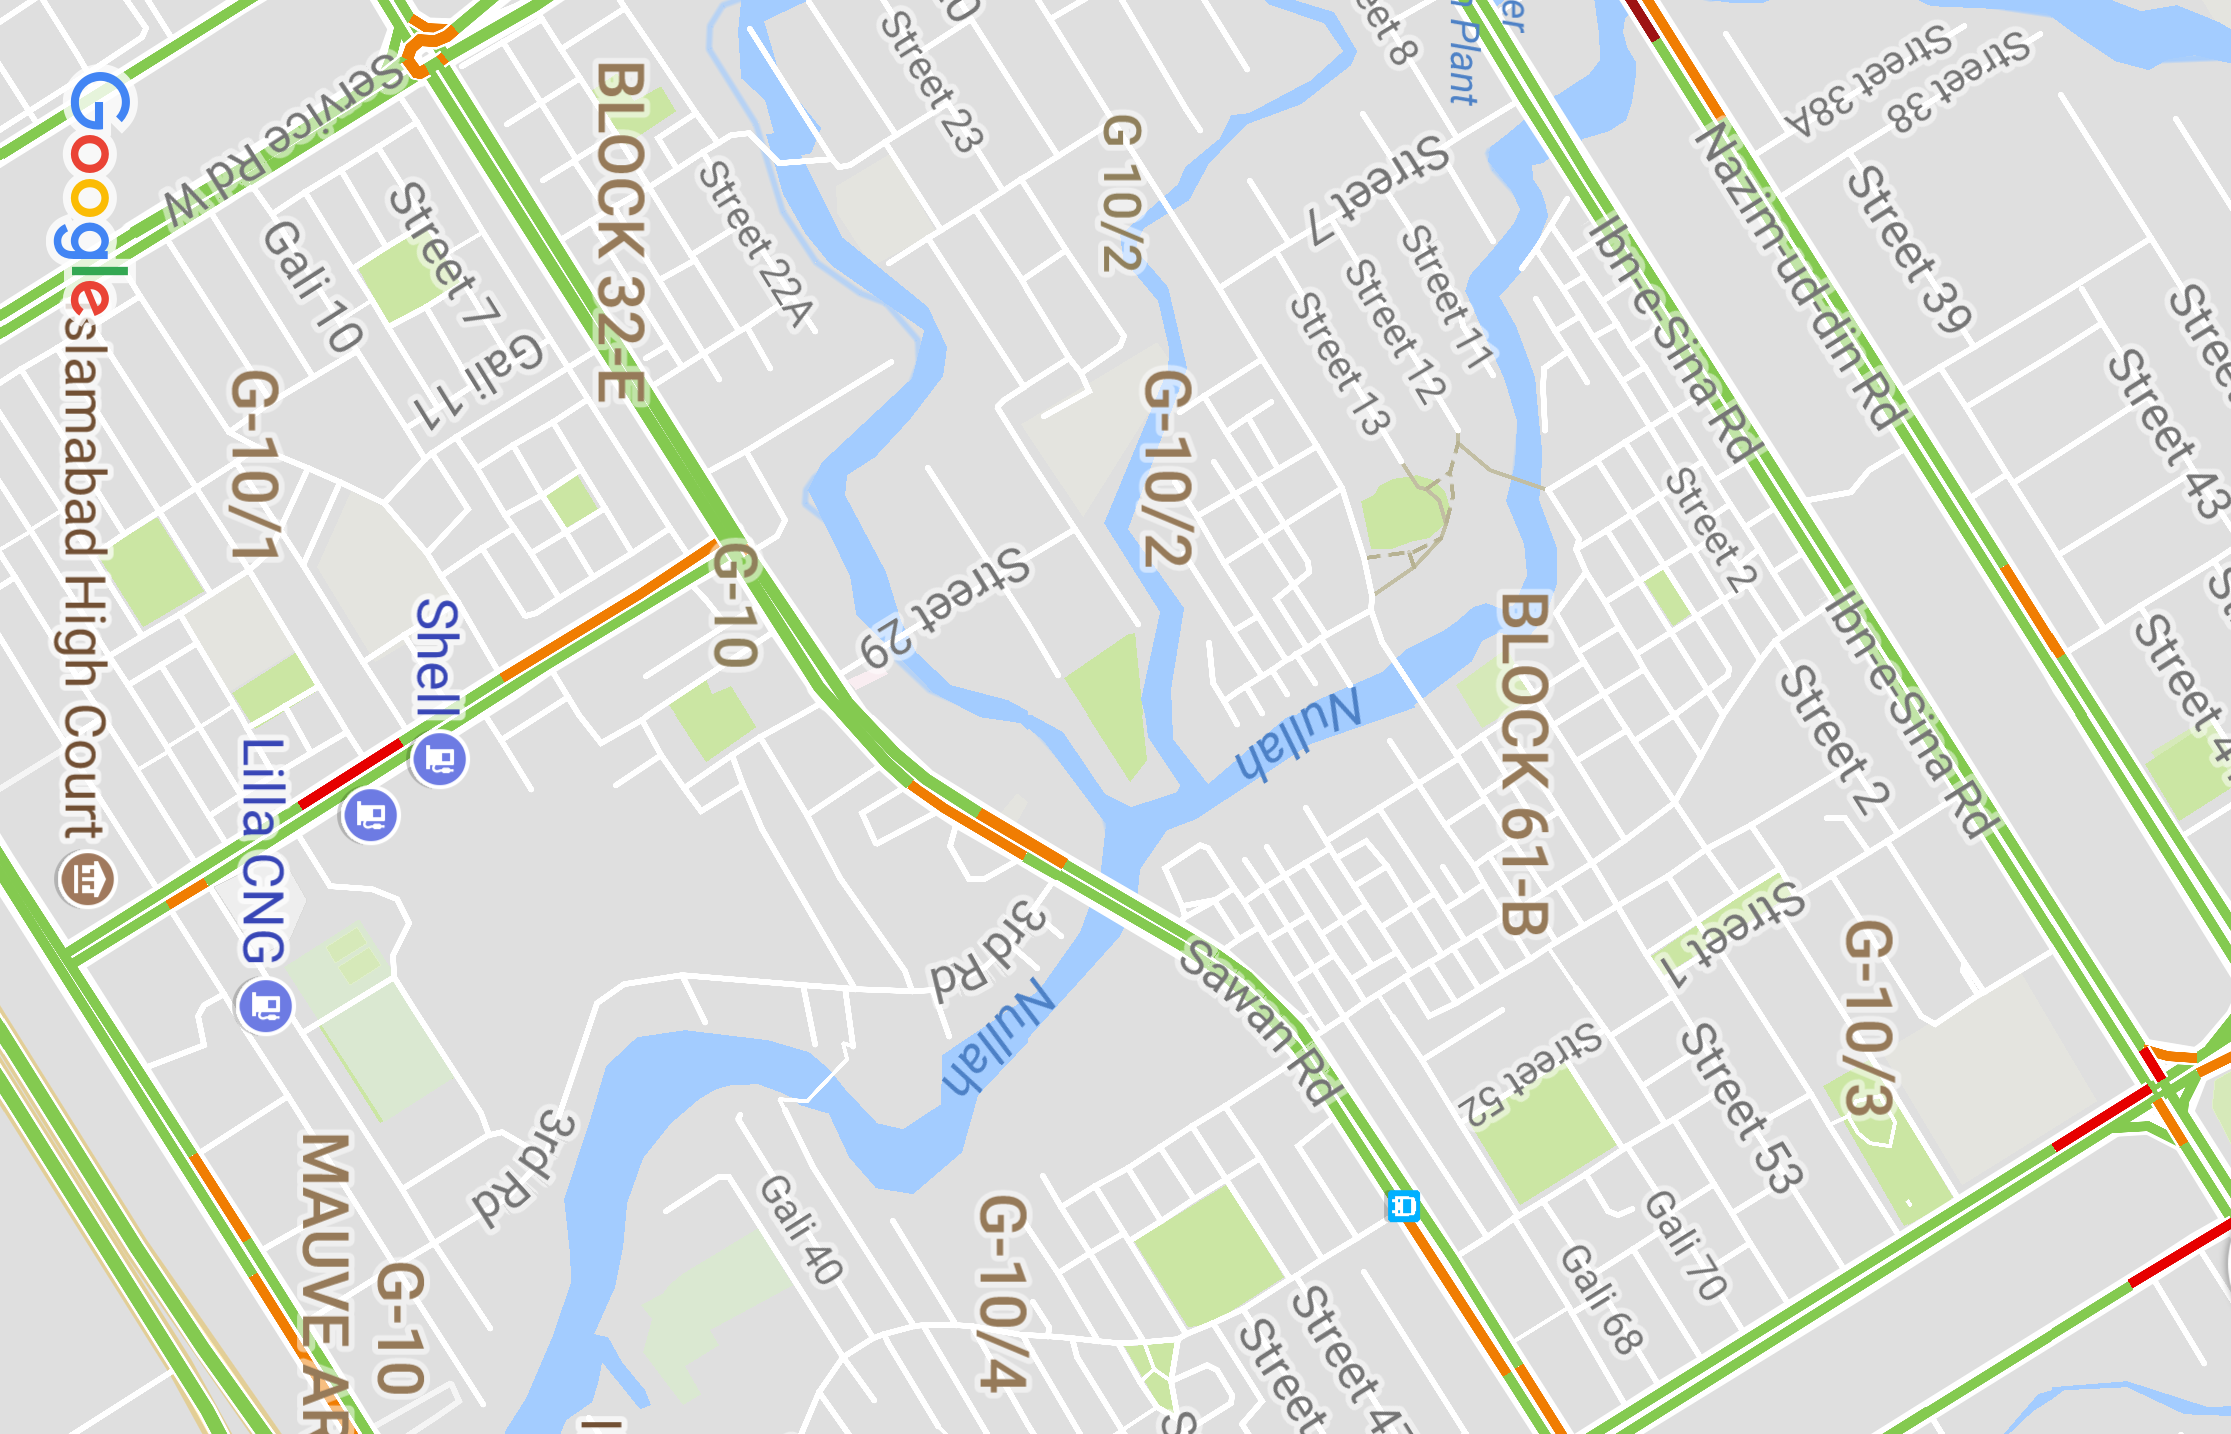 Street 23
G 10/2
Street 8
Plant
Street 38A
Street 38
Nazim-ud-din Rd
Street 39
Street 43
Service Rd W
Google
slamabad High Court
Street 7
Gali 10
Gali 11
BLOCK 32-E
Street 22A
Street 7
Street 11
Street 12
Street 13
Ibn-e-Sina Rd
G-10/1
G-10/2
Street 2
G-10
Street 29
Shell
Lilla CNG
Nullah
BLOCK 61-B
Street 2
Ibn-e-Sina Rd
3rd Rd
Nullah
Sawan Rd
Street 1
G-10/3
Street 52
Street 53
3rd Rd
MAUVE AR
G-10
Gali 40
G-10/4
Gali 70
Gali 68
Street 47
Street